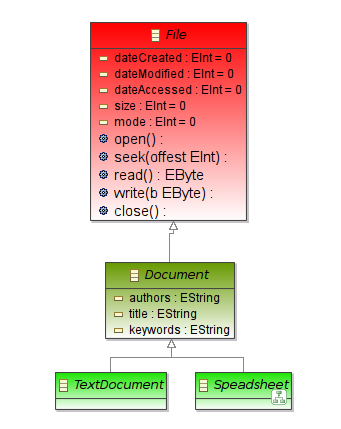 File
dateCreated : EInt = 0
dateModified : EInt = 0
dateAccessed : EInt = 0
size : EInt = 0
mode : EInt = 0
open() :
seek(offest EInt) :
read() : EByte
write(b EByte) :
close() :
Document
authors : EString
title : EString
keywords : EString
TextDocument
Speadsheet